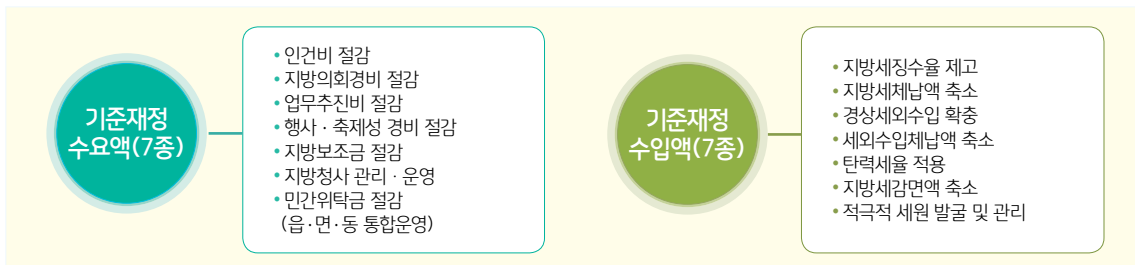 기준재정
수요액(7종)
• 인건비 절감
• 지방의회경비 절감
• 업무추진비 절감
• 행사 · 축제성 경비 절감
• 지방보조금 절감
• 지방청사 관리 · 운영
• 민간위탁금 절감
(읍·면·동 통합운영)
기준재정
수입액(7종)
• 지방세징수율 제고
• 지방세체납액 축소
• 경상세외수입 확충
• 세외수입체납액 축소
• 탄력세율 적용
• 지방세감면액 축소
• 적극적 세원 발굴 및 관리